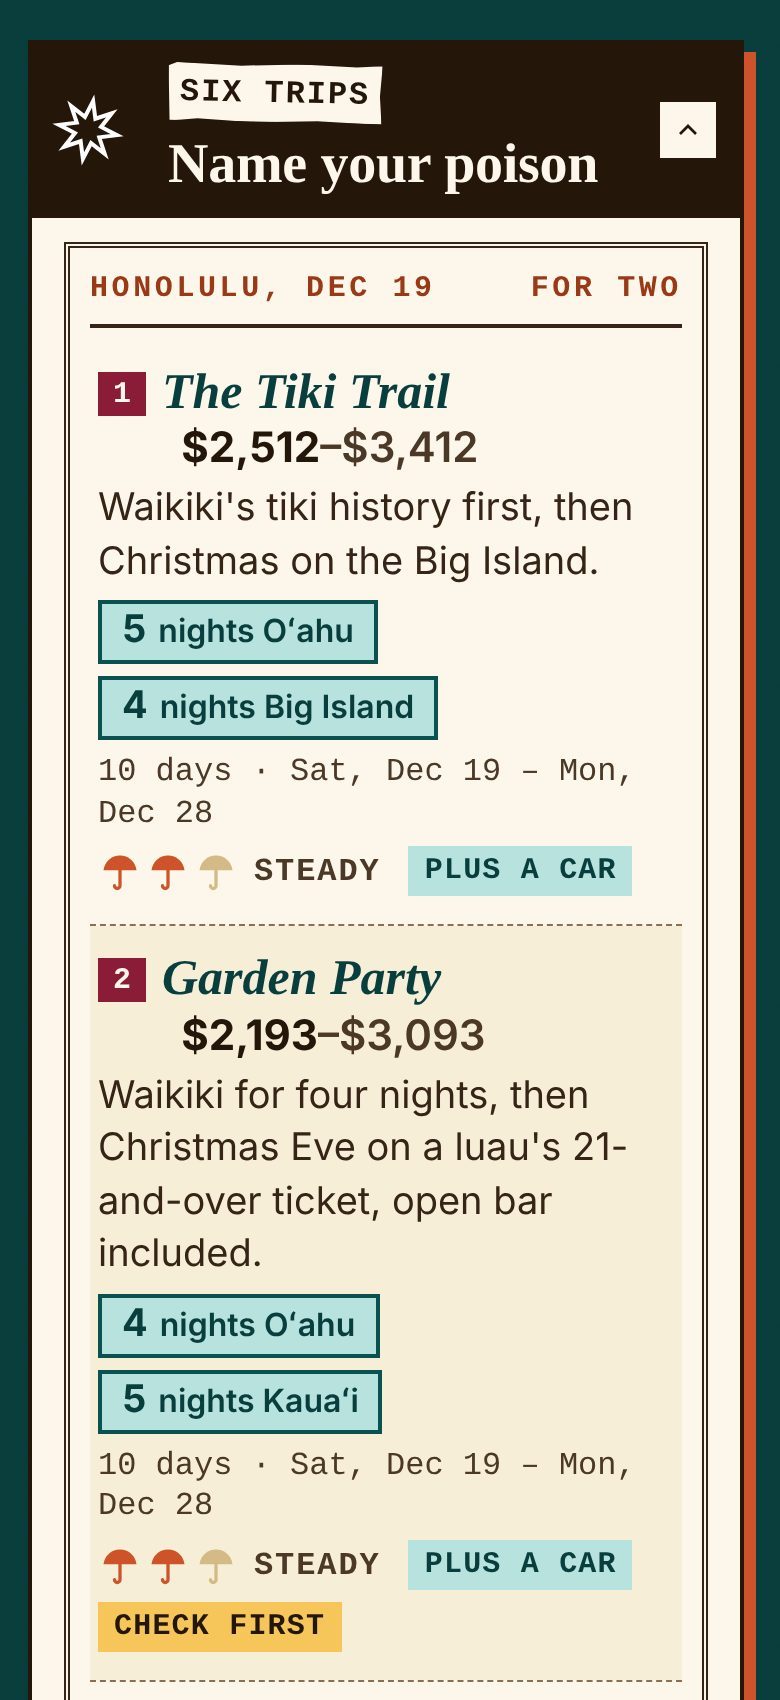 SIX TRIPS
Name your poison
HONOLULU, DEC 19 FOR TWO
1 The Tiki Trail
$2,512–$3,412
Waikiki's tiki history first, then
Christmas on the Big Island.
5 nights Oʻahu
4 nights Big Island
10 days · Sat, Dec 19 – Mon,
Dec 28
STEADY PLUS A CAR
2 Garden Party
$2,193–$3,093
Waikiki for four nights, then
Christmas Eve on a luau's 21-
and-over ticket, open bar
included.
4 nights Oʻahu
5 nights Kauaʻi
10 days · Sat, Dec 19 – Mon,
Dec 28
STEADY PLUS A CAR
CHECK FIRST